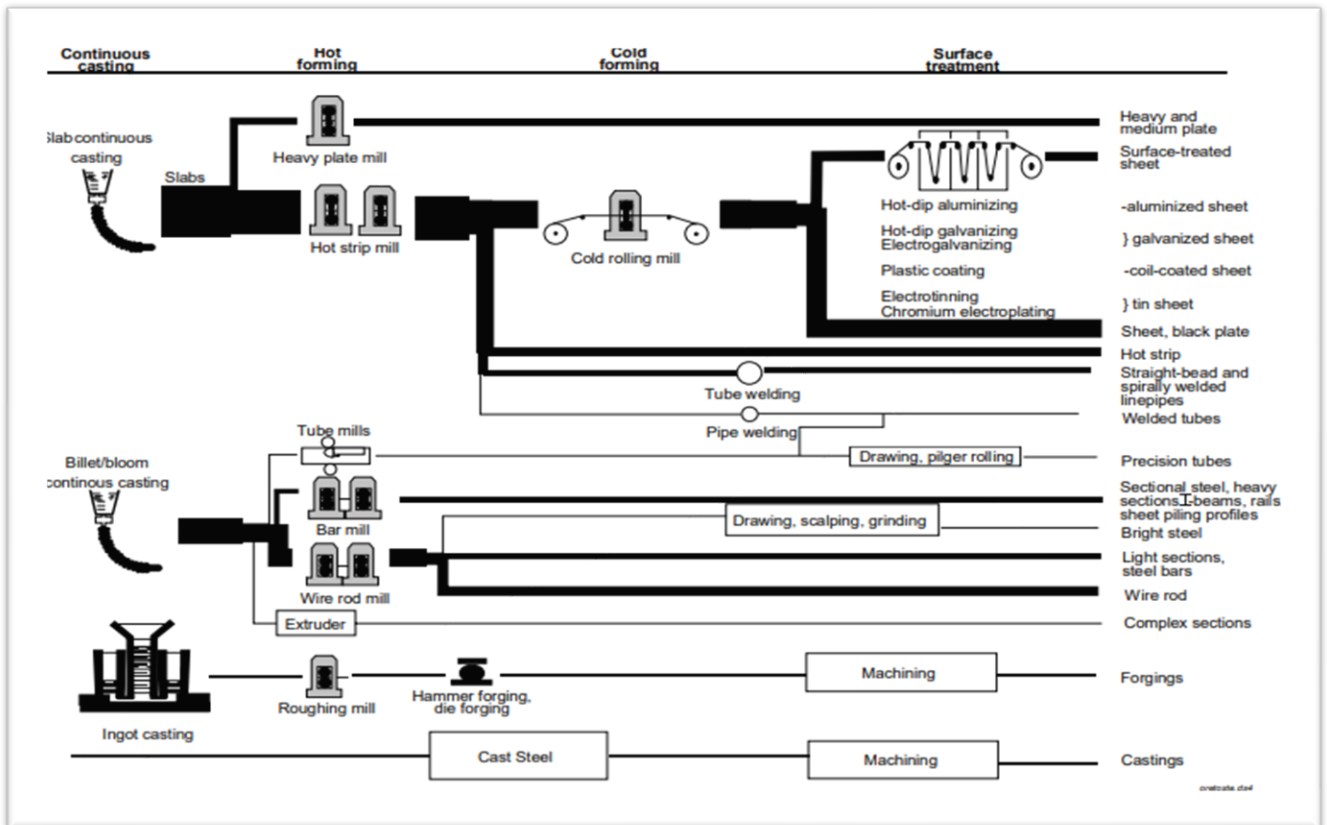 Continuous
casting
Hot
forming
Cold
forming
Surface
treatment
Slab continuous
casting
Slabs
Heavy plate mill
Hot strip mill
Cold rolling mill
Hot-dip aluminizing
Hot-dip galvanizing
Electrogalvanizing
Plastic coating
Electrotinning
Chromium electroplating
Heavy and
medium plate
Surface-treated
sheet
-aluminized sheet
} galvanized sheet
-coil-coated sheet
} tin sheet
Sheet, black plate
Hot strip
Straight-bead and
spirally welded
linepipes
Welded tubes
Tube welding
Pipe welding
Tube mills
Drawing, pilger rolling
Precision tubes
Billet/bloom
continous casting
Bar mill
Drawing, scalping, grinding
Sectional steel, heavy
sections, I-beams, rails
sheet piling profiles
Bright steel
Wire rod mill
Light sections,
steel bars
Wire rod
Extruder
Complex sections
Ingot casting
Roughing mill
Hammer forging,
die forging
Machining
Forgings
Cast Steel
Machining
Castings